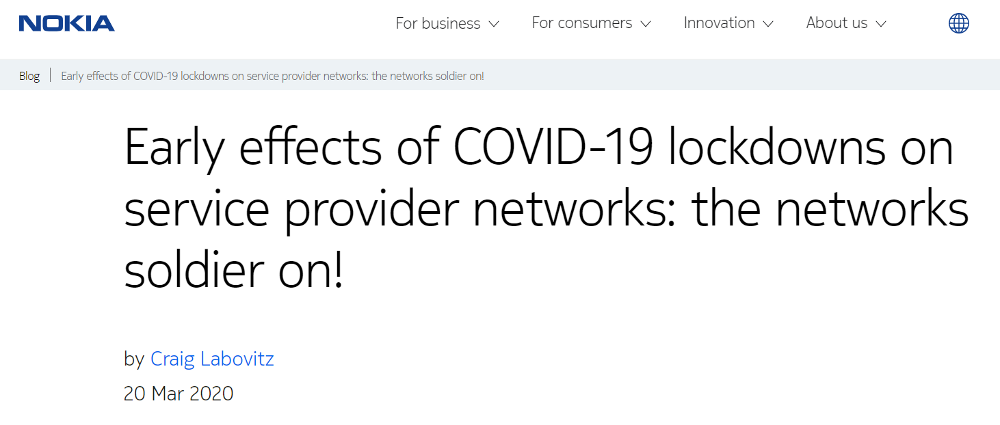 NOKIA
For business
For consumers
Innovation
About us
Blog
Early effects of COVID-19 lockdowns on service provider networks: the networks soldier on!
Early effects of COVID-19 lockdowns on
service provider networks: the networks
soldier on!
by Craig Labovitz
20 Mar 2020